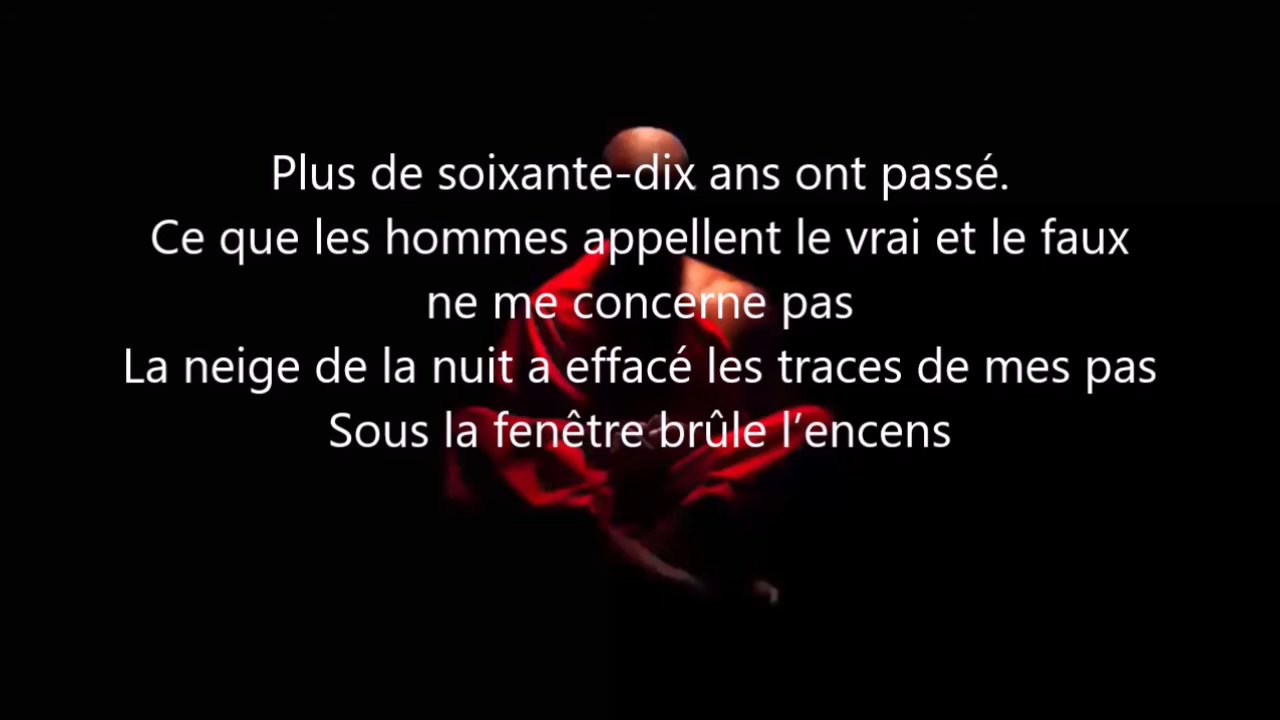 Plus de soixante-dix ans ont passé.
Ce que les hommes appellent le vrai et le faux
ne me concerne pas
La neige de la nuit a effacé les traces de mes pas
Sous la fenêtre brûle l’encens